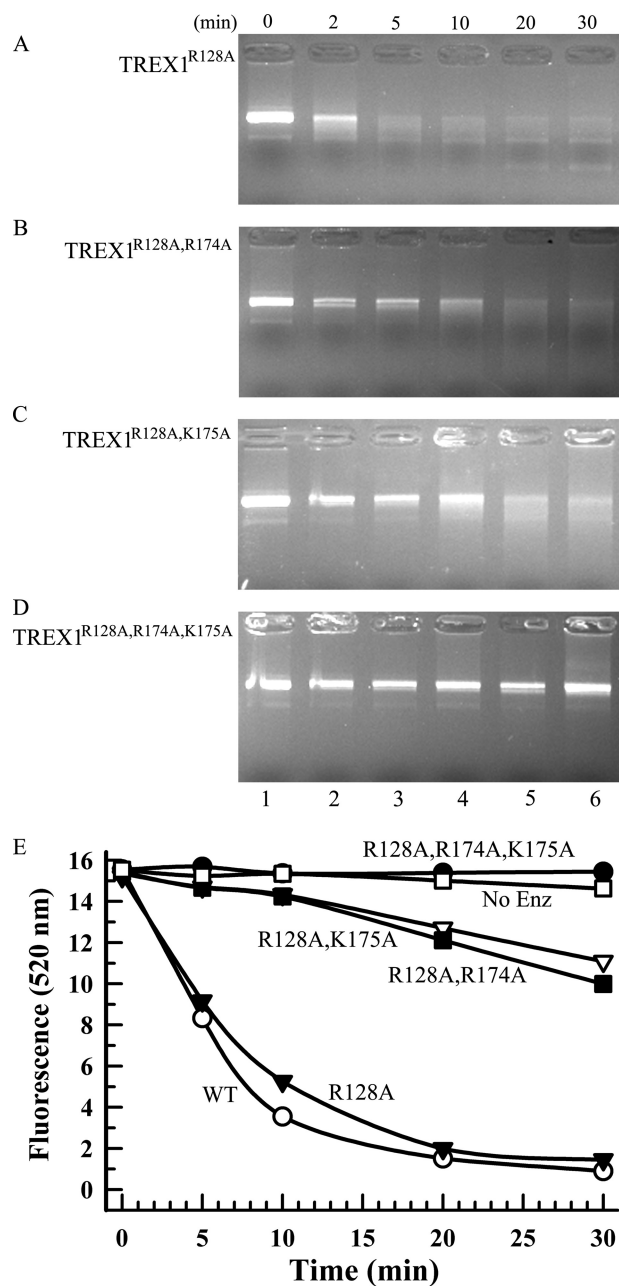 (min) 0 2 5 10 20 30
A
TREX1R128A
B
TREX1R128A,R174A
C
TREX1R128A,K175A
D
TREX1R128A,R174A,K175A
1 2 3 4 5 6
E
16
14
12
10
8
6
4
2
0
Fluorescence (520 nm)
R128A,R174A,K175A
No Enz
R128A,K175A
R128A,R174A
WT
R128A
0 5 10 15 20 25 30
Time (min)